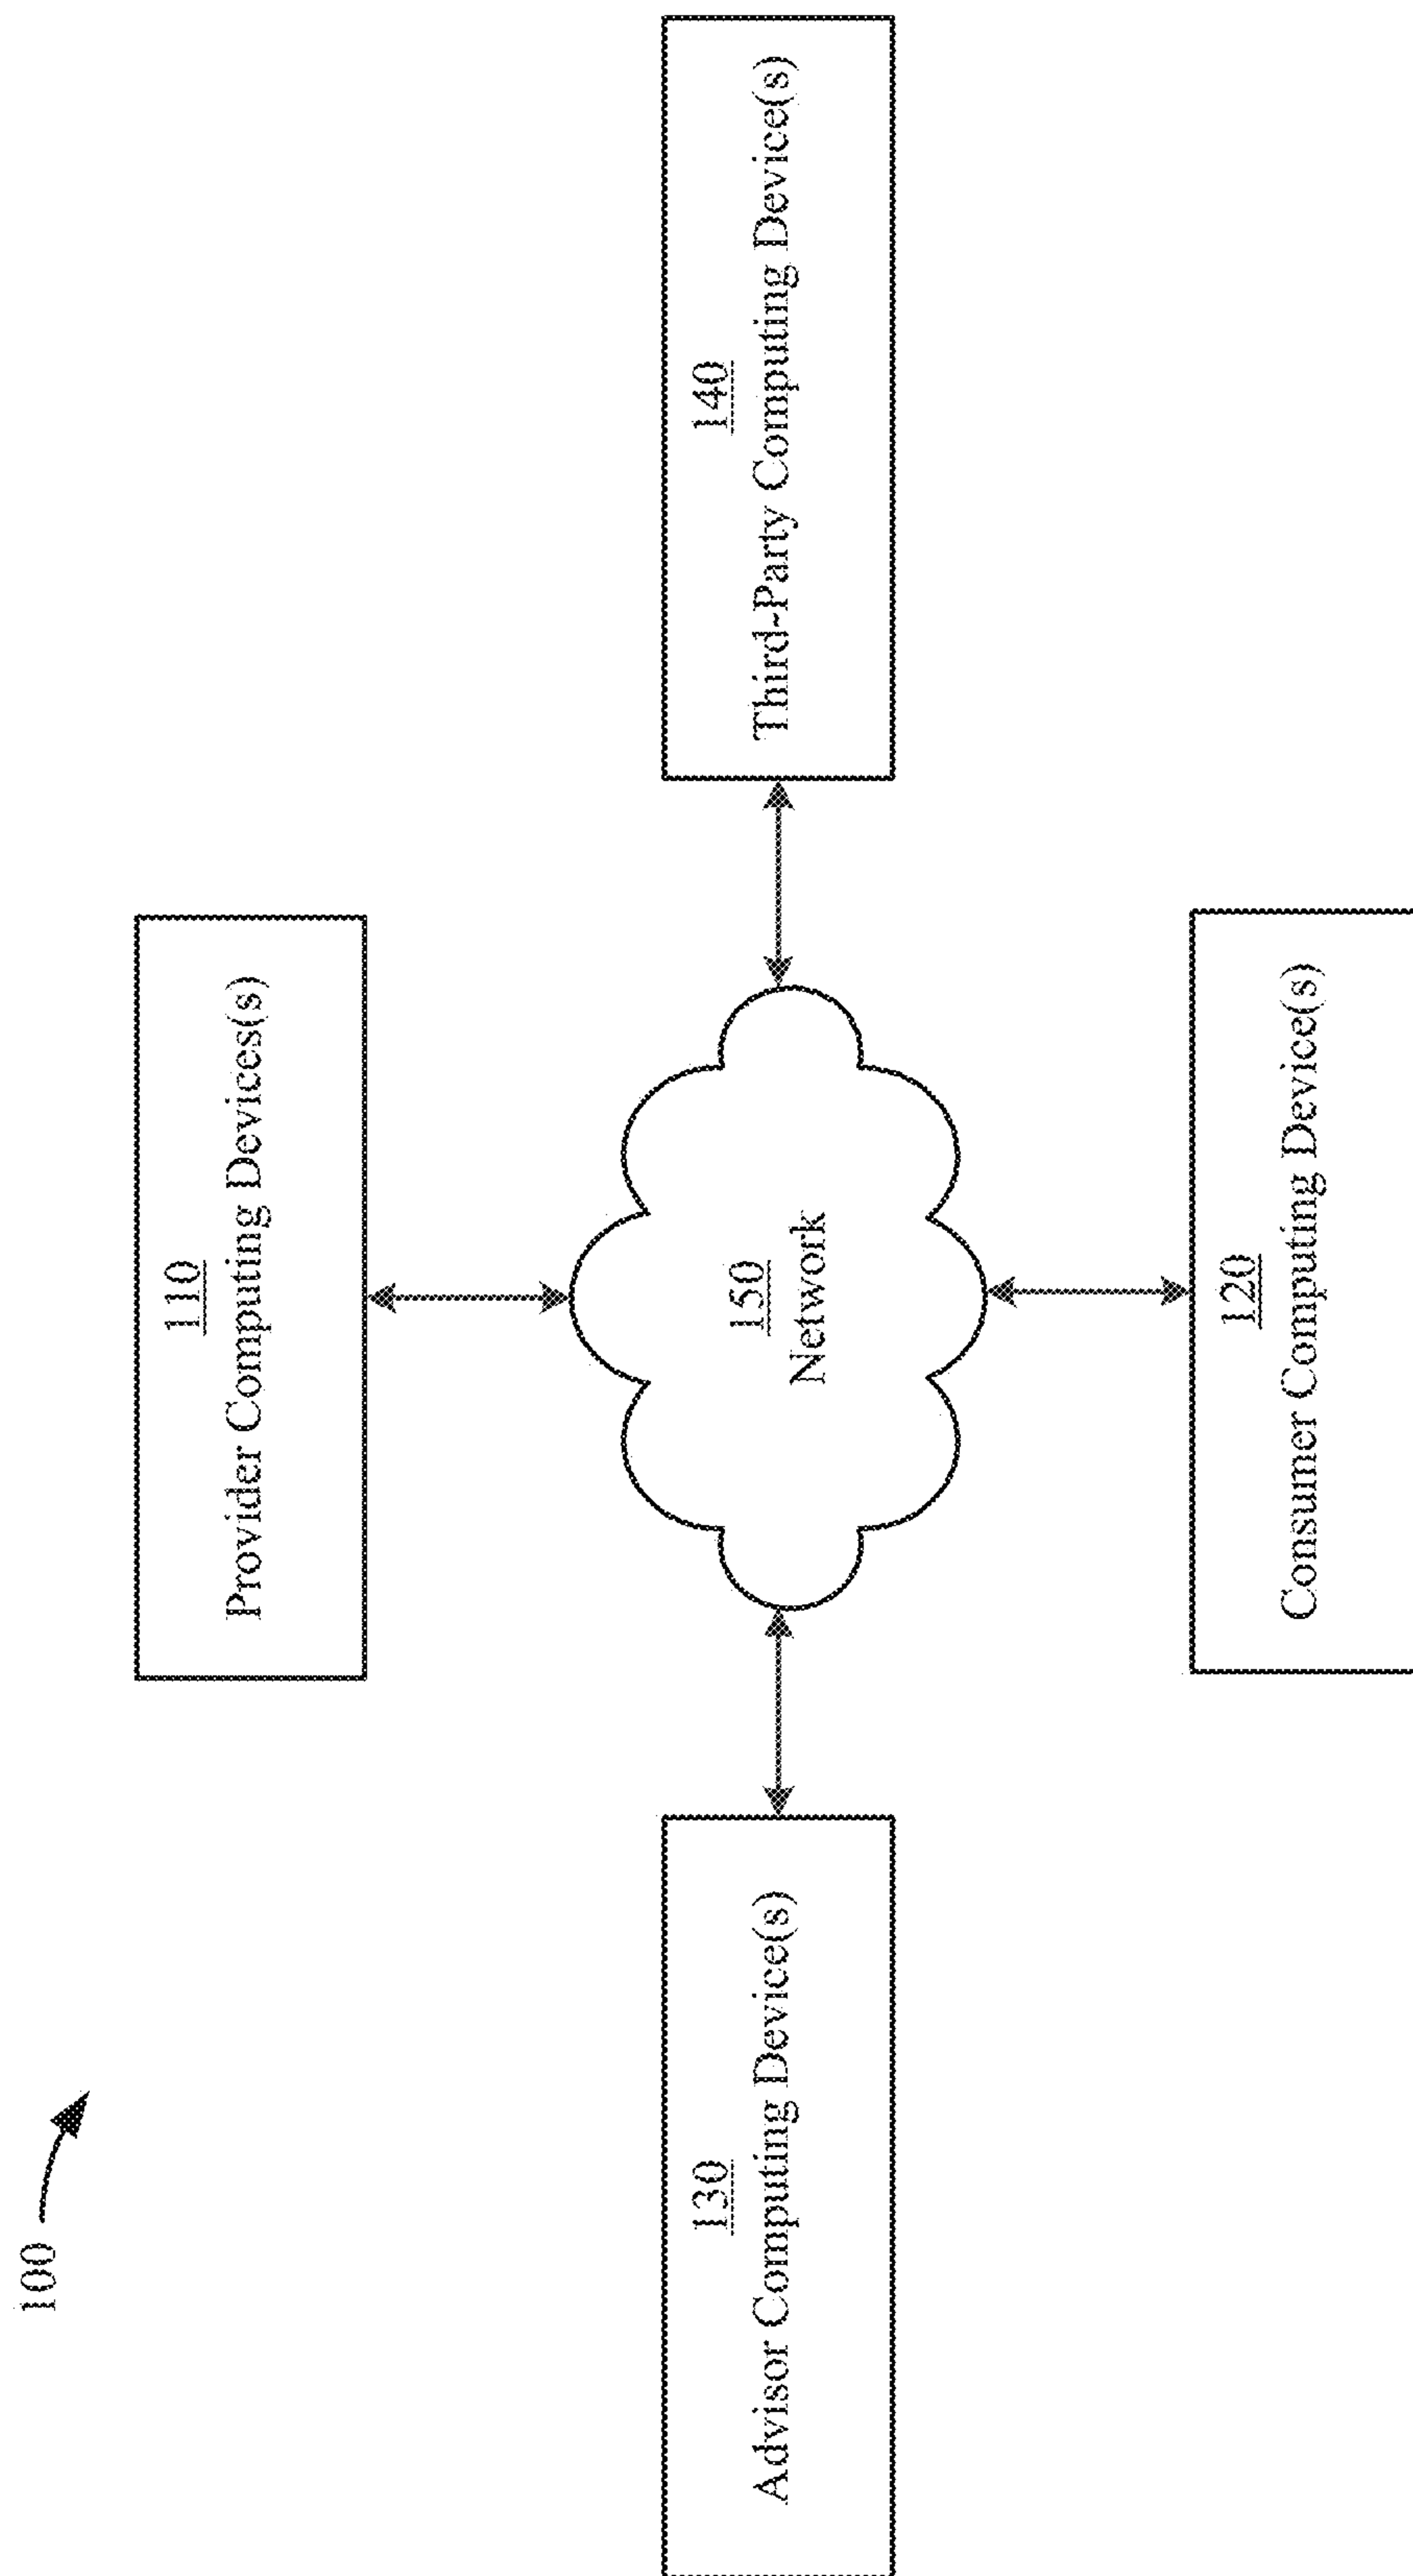 100
110
Provider Computing Devices(s)
130
Advisor Computing Device(s)
150
Network
140
Third-Party Computing Device(s)
120
Consumer Computing Device(s)